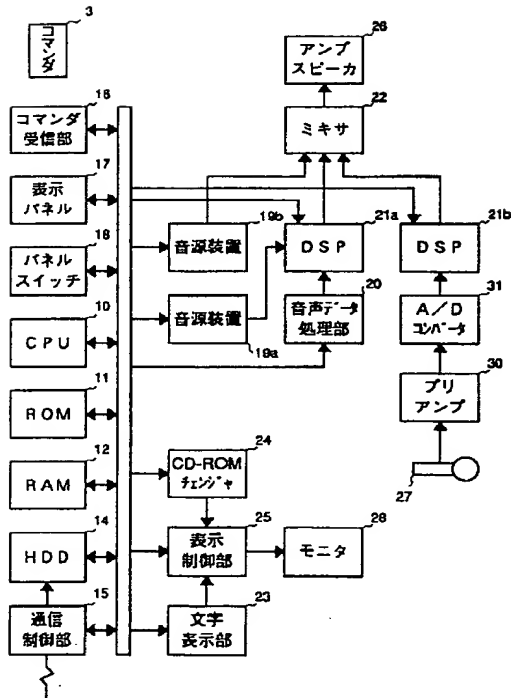 3
コマンダ
16
コマンダ
受信部
17
表示
パネル
18
パネル
スイッチ
10
CPU
11
ROM
12
RAM
14
HDD
15
通信
制御部
26
アンプ
スピーカ
22
ミキサ
19b
音源装置
19a
音源装置
21a
DSP
20
音声データ
処理部
21b
DSP
31
A/D
コンバータ
30
プリ
アンプ
27
24
CD-ROM
チェンジャ
25
表示
制御部
28
モニタ
23
文字
表示部